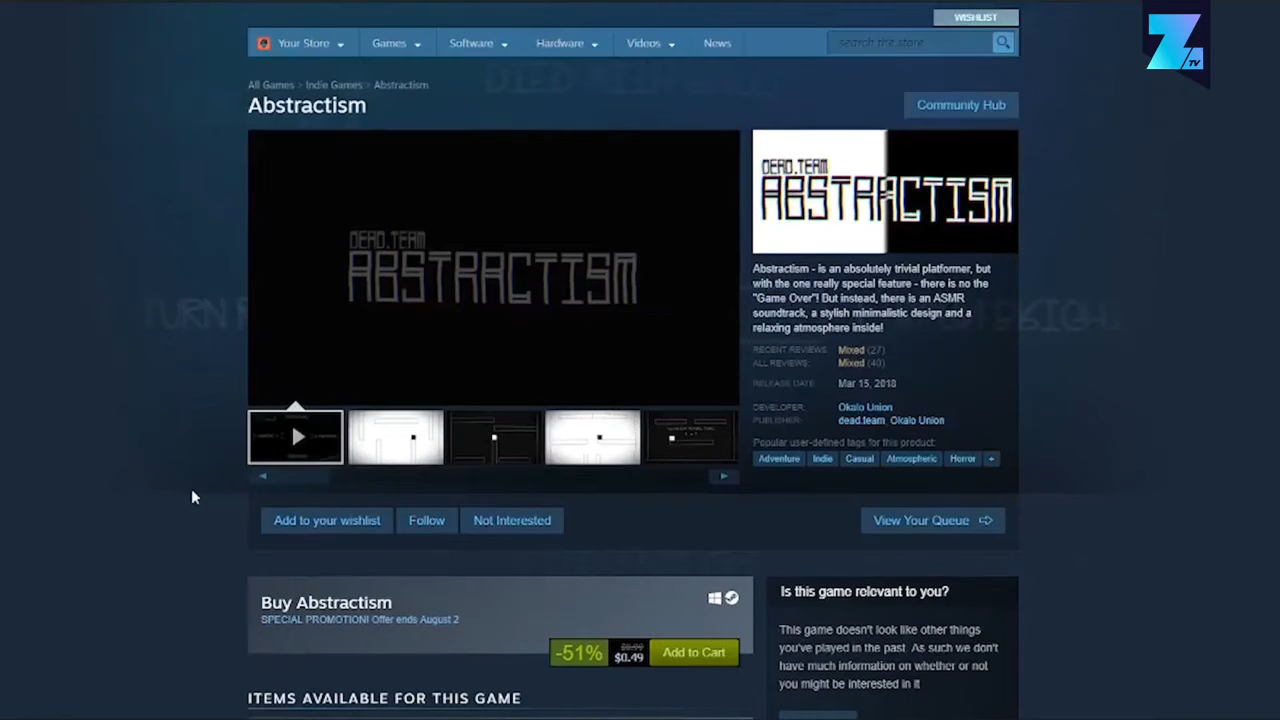 WISHLIST
Your Store
Games
Software
Hardware
Videos
News
search the store
Z
TV
All Games > Indie Games > Abstractism
Abstractism
Community Hub
DEAD.TEAM
ABSTRACTISM
DEAD.TEAM
ABSTRACTISM
Abstractism - is an absolutely trivial platformer, but
with the one really special feature - there is no the
"Game Over"! But instead, there is an ASMR
soundtrack, a stylish minimalistic design and a
relaxing atmosphere inside!
RECENT REVIEWS: Mixed (27)
ALL REVIEWS: Mixed (40)
RELEASE DATE: Mar 15, 2018
DEVELOPER: Okalo Union
PUBLISHER: dead.team Okalo Union
Popular user-defined tags for this product:
Adventure Indie Casual Atmospheric Horror +
Add to your wishlist
Follow
Not Interested
View Your Queue
Buy Abstractism
SPECIAL PROMOTION! Offer ends August 2
-51%
$0.49
Add to Cart
Is this game relevant to you?
This game doesn't look like other things
you've played in the past. As such we don't
have much information on whether or not
you might be interested in it
ITEMS AVAILABLE FOR THIS GAME